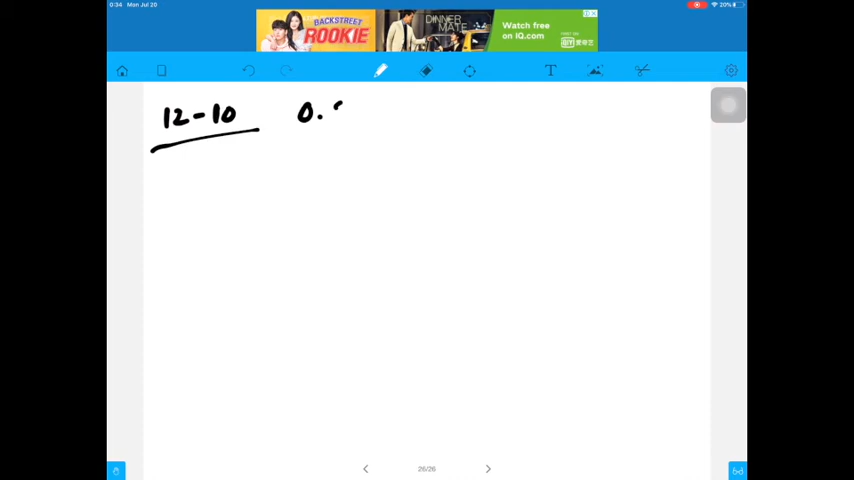 0:34 Mon Jul 20
20%
BACKSTREET
ROOKIE
DINNER
MATE
Watch free
on IQ.com
12-10 0.
T
26/26